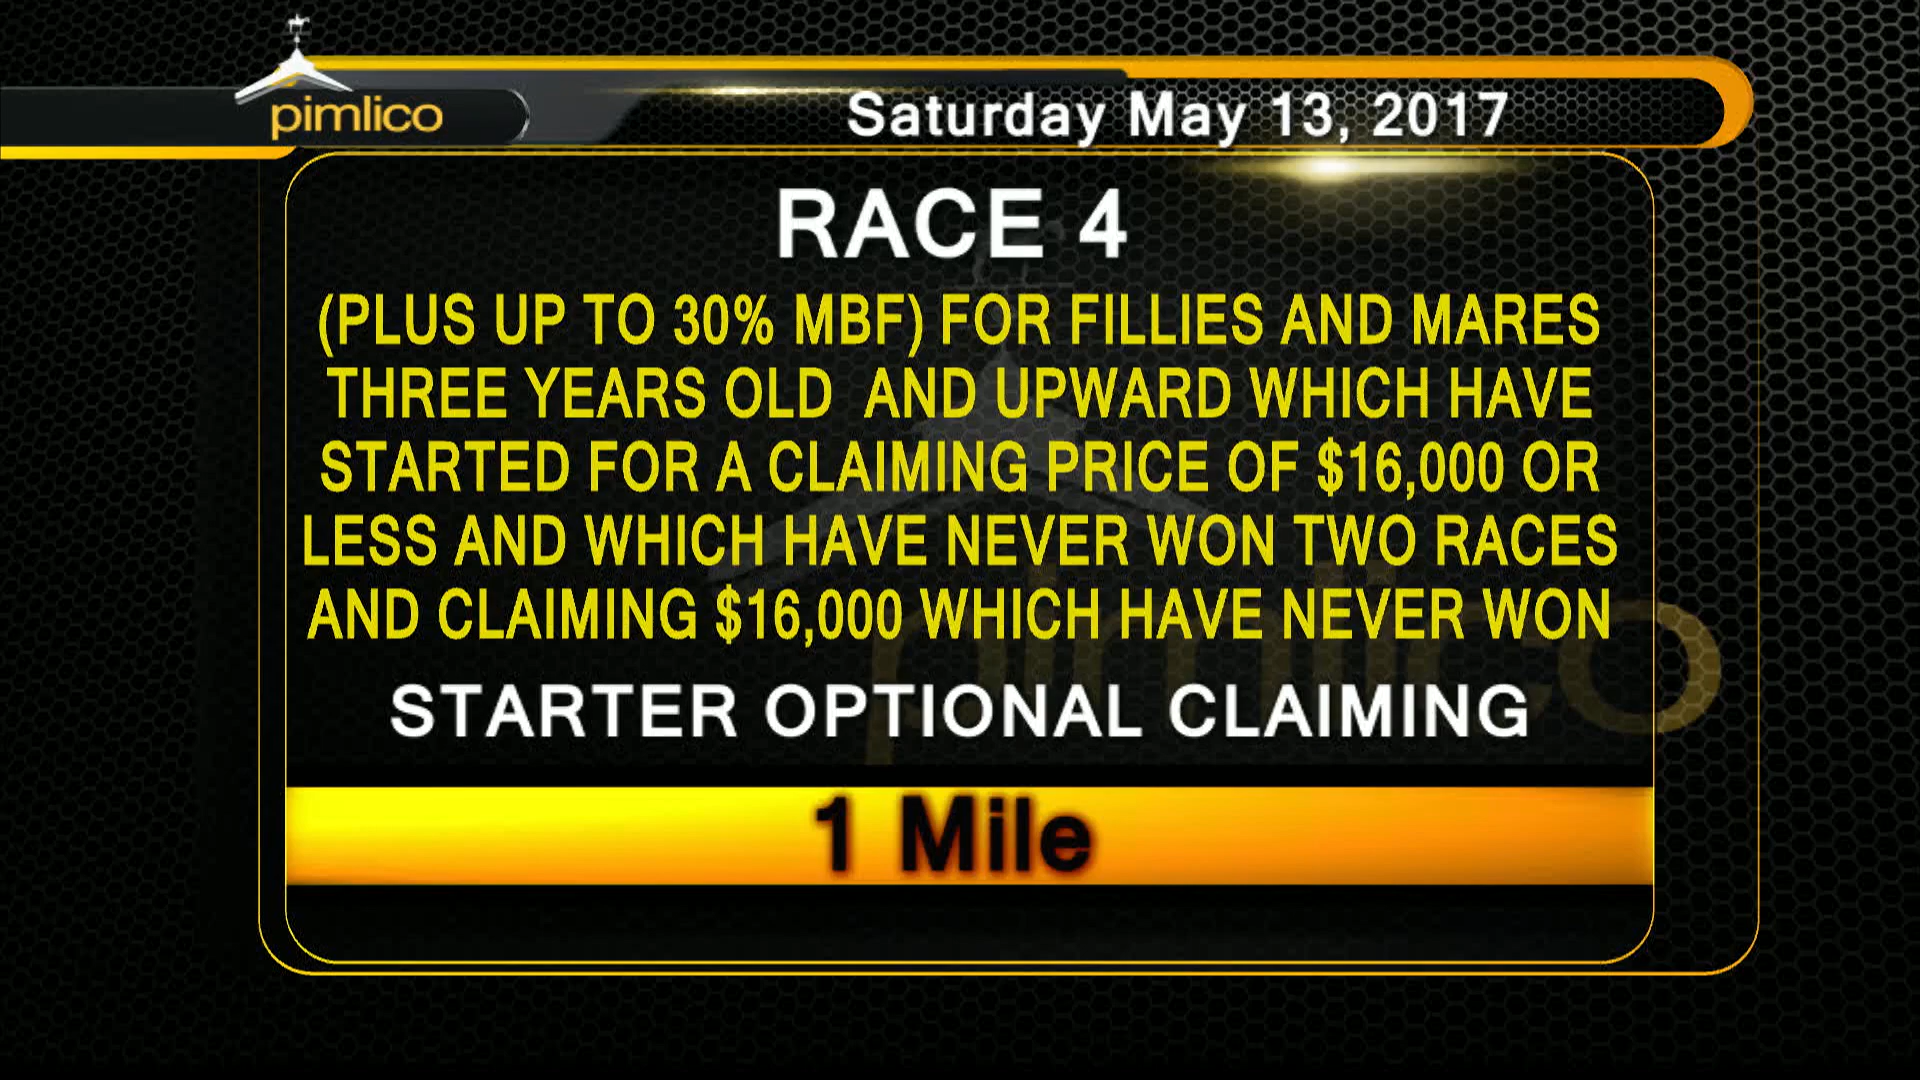 pimlico
Saturday May 13, 2017
RACE 4
(PLUS UP TO 30% MBF) FOR FILLIES AND MARES
THREE YEARS OLD  AND UPWARD WHICH HAVE
STARTED FOR A CLAIMING PRICE OF $16,000 OR
LESS AND WHICH HAVE NEVER WON TWO RACES
AND CLAIMING $16,000 WHICH HAVE NEVER WON
pimlico
STARTER OPTIONAL CLAIMING
1 Mile